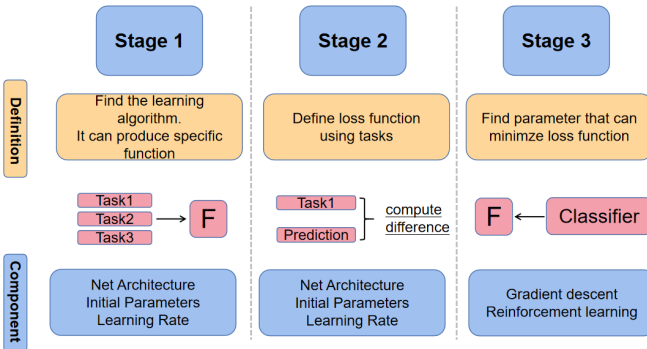 Stage 1
Stage 2
Stage 3
Definition
Find the learning
algorithm.
It can produce specific
function
Define loss function
using tasks
Find parameter that can
minimze loss function
Task1
Task2
Task3
F
Task1
Prediction
compute
difference
F
Classifier
Component
Net Architecture
Initial Parameters
Learning Rate
Net Architecture
Initial Parameters
Learning Rate
Gradient descent
Reinforcement learning